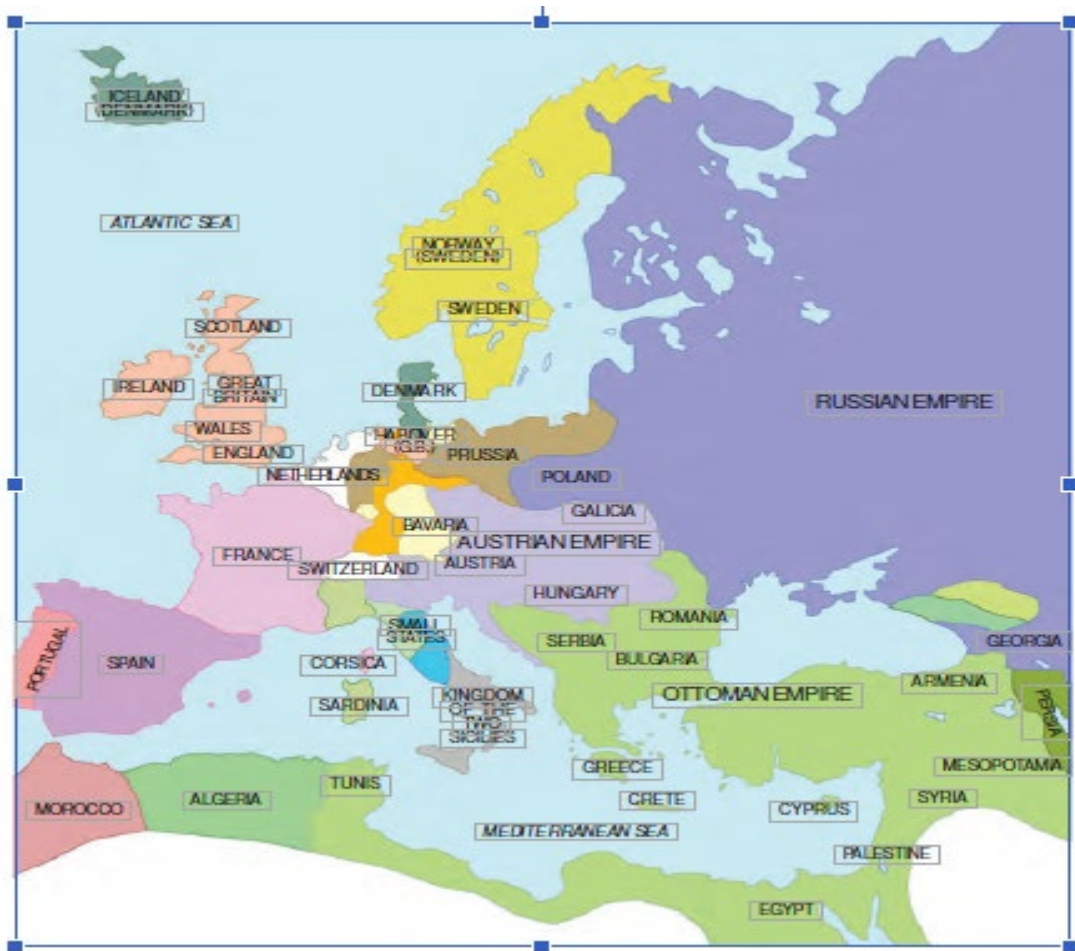 ICELAND
(DENMARK)
ATLANTIC SEA
NORWAY
(SWEDEN)
SWEDEN
SCOTLAND
IRELAND
GREAT
BRITAIN
DENMARK
RUSSIAN EMPIRE
WALES
ENGLAND
HABOVER
(G.B.)
PRUSSIA
NETHERLANDS
POLAND
GALICIA
BAVARIA
AUSTRIAN EMPIRE
FRANCE
SWITZERLAND
AUSTRIA
HUNGARY
ROMANIA
SMALL
STATES
SERBIA
GEORGIA
PORTUGAL
SPAIN
CORSICA
BULGARIA
ARMENIA
SARDINIA
KINGDOM
OF THE
TWO
SICILIES
OTTOMAN EMPIRE
PERSIA
GREECE
MESOPOTAMIA
TUNIS
MOROCCO
ALGERIA
CRETE
CYPRUS
SYRIA
MEDITERRANEAN SEA
PALESTINE
EGYPT